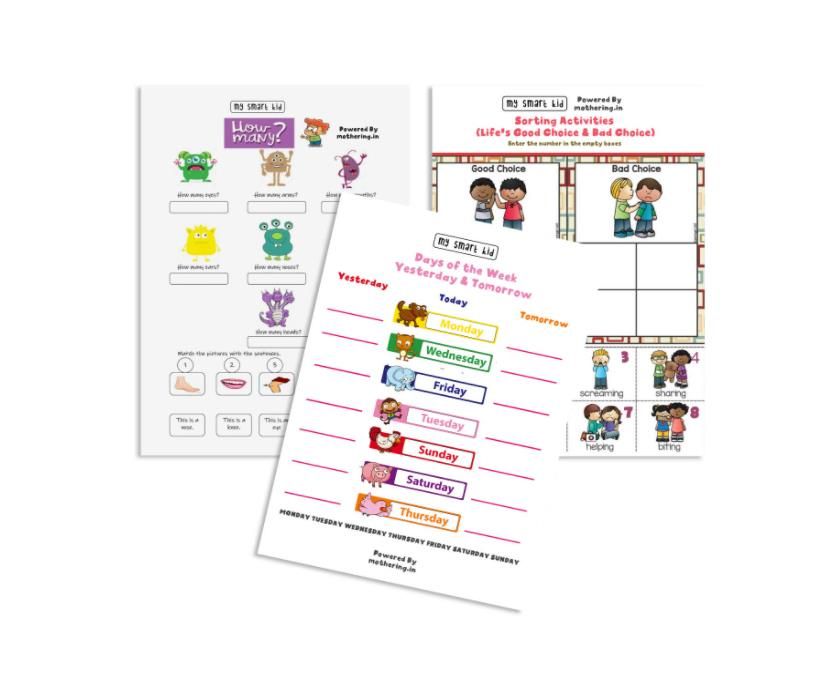 my smart kid
How many?
Powered By
mothering.in
How many eyes?
How many arms?
How many ears?
How many noses?
How many heads?
Match the pictures with the sentences.
1
2
3
This is a
nose.
This is a
This is a
eye
my smart kid
Powered By
mothering.in
Sorting Activities
(Life's Good Choice & Bad Choice)
Enter the number in the empty boxes
Good Choice
Bad Choice
3
screaming
4
sharing
7
helping
8
biting
my smart kid
Days of the Week
Yesterday & Tomorrow
Yesterday
Today
Tomorrow
Monday
Wednesday
Friday
Tuesday
Sunday
Saturday
Thursday
MONDAY TUESDAY WEDNESDAY THURSDAY FRIDAY SATURDAY SUNDAY
Powered By
mothering.in